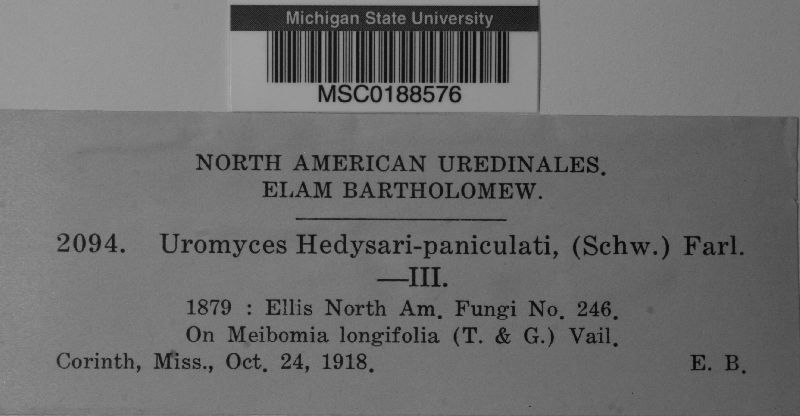 Michigan State University
MSC0188576
NORTH AMERICAN UREDINALES.
ELAM BARTHOLOMEW.
2094. Uromyces Hedysari-paniculati, (Schw.) Farl.
—III.
1879 : Ellis North Am. Fungi No. 246.
On Meibomia longifolia (T. & G.) Vail.
Corinth, Miss., Oct. 24, 1918. E. B.